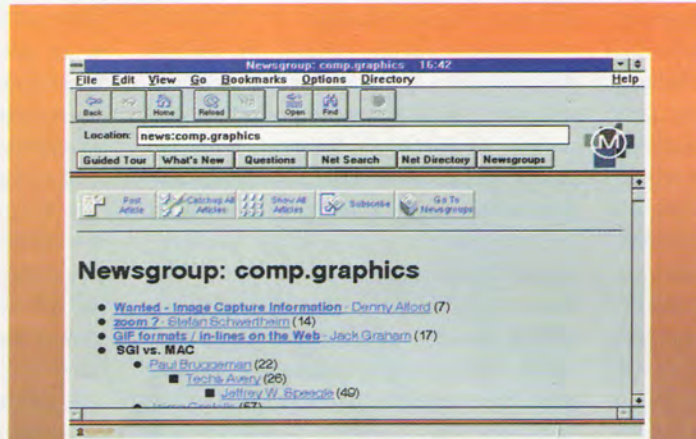 Newsgroup: comp.graphics 16:42
File Edit View Go Bookmarks Options Directory Help
Back Home Reload Open Find
Location: news:comp.graphics
M
Guided Tour What's New Questions Net Search Net Directory Newsgroups
Post Article Catchup All Articles Show All Articles Subscribe Go To Newsgroups
Newsgroup: comp.graphics
Wanted - Image Capture Information - Denny Alford (7)
zoom ? - Stefan Schwertheim (14)
GIF formats / in-lines on the Web - Jack Graham (17)
SGI vs. MAC
Paul Bruggeman (22)
Techs Avery (26)
Jeffrey W. Speegle (49)
(57)